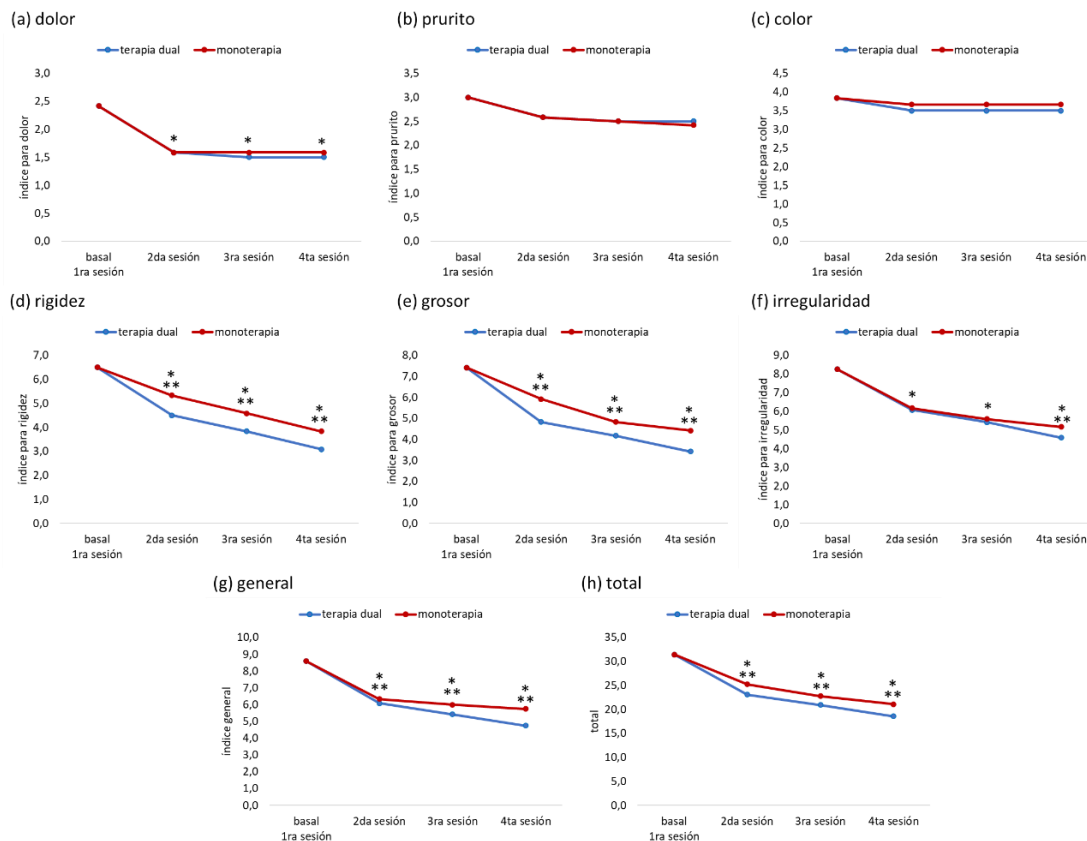 (a) dolor
terapia dual monoterapia
3,0
2,5
2,0
1,5
1,0
0,5
0,0
índice para dolor
* * *
basal 2da sesión 3ra sesión 4ta sesión
1ra sesión
(b) prurito
terapia dual monoterapia
3,5
3,0
2,5
2,0
1,5
1,0
0,5
0,0
índice para prurito
basal 2da sesión 3ra sesión 4ta sesión
1ra sesión
(c) color
terapia dual monoterapia
4,5
4,0
3,5
3,0
2,5
2,0
1,5
1,0
0,5
0,0
índice para color
basal 2da sesión 3ra sesión 4ta sesión
1ra sesión
(d) rigidez
terapia dual monoterapia
7,0
6,0
5,0
4,0
3,0
2,0
1,0
0,0
índice para rigidez
* * *
** ** **
basal 2da sesión 3ra sesión 4ta sesión
1ra sesión
(e) grosor
terapia dual monoterapia
8,0
7,0
6,0
5,0
4,0
3,0
2,0
1,0
0,0
índice para grosor
* * *
** ** **
basal 2da sesión 3ra sesión 4ta sesión
1ra sesión
(f) irregularidad
terapia dual monoterapia
9,0
8,0
7,0
6,0
5,0
4,0
3,0
2,0
1,0
0,0
índice para irregularidad
* * *
**
basal 2da sesión 3ra sesión 4ta sesión
1ra sesión
(g) general
terapia dual monoterapia
10,0
9,0
8,0
7,0
6,0
5,0
4,0
3,0
2,0
1,0
0,0
índice general
* * *
** ** **
basal 2da sesión 3ra sesión 4ta sesión
1ra sesión
(h) total
terapia dual monoterapia
35,0
30,0
25,0
20,0
15,0
10,0
5,0
0,0
total
* * *
** ** **
basal 2da sesión 3ra sesión 4ta sesión
1ra sesión